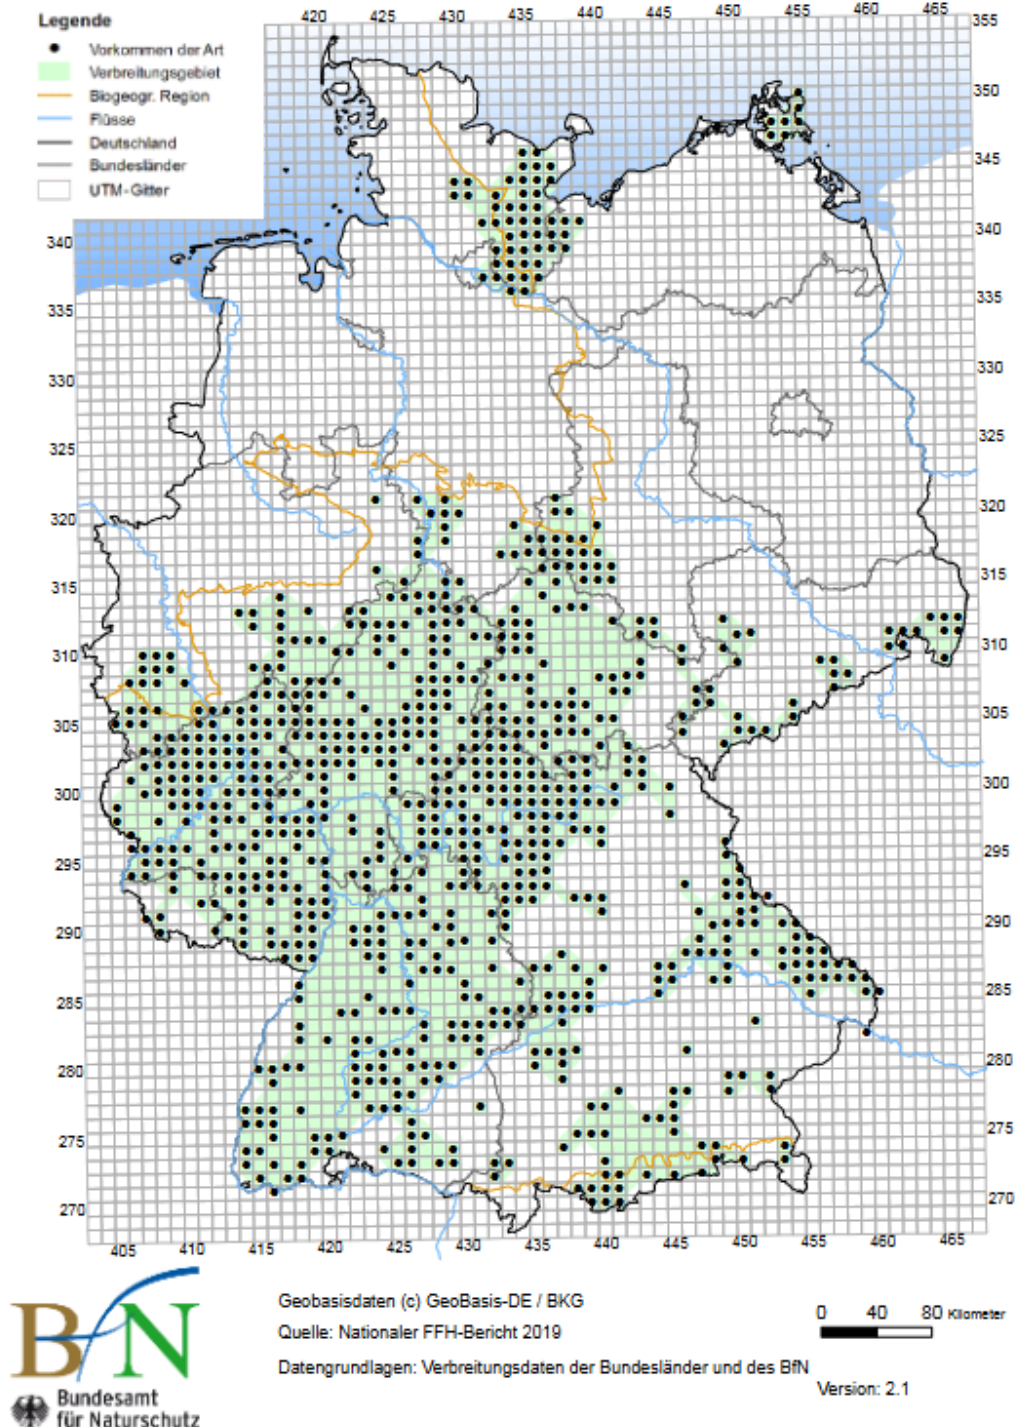 Legende
Vorkommen der Art
Verbreitungsgebiet
Biogeogr. Region
Flüsse
Deutschland
Bundesländer
UTM-Gitter
420 425 430 435 440 445 450 455 460 465
355
350
345
340 340
335 335
330 330
325 325
320 320
315 315
310 310
305 305
300 300
295 295
290 290
285 285
280 280
275 275
270 270
405 410 415 420 425 430 435 440 445 450 455 460 465
BfN
Bundesamt
für Naturschutz
Geobasisdaten (c) GeoBasis-DE / BKG
Quelle: Nationaler FFH-Bericht 2019
Datengrundlagen: Verbreitungsdaten der Bundesländer und des BfN
0 40 80 Kilometer
Version: 2.1